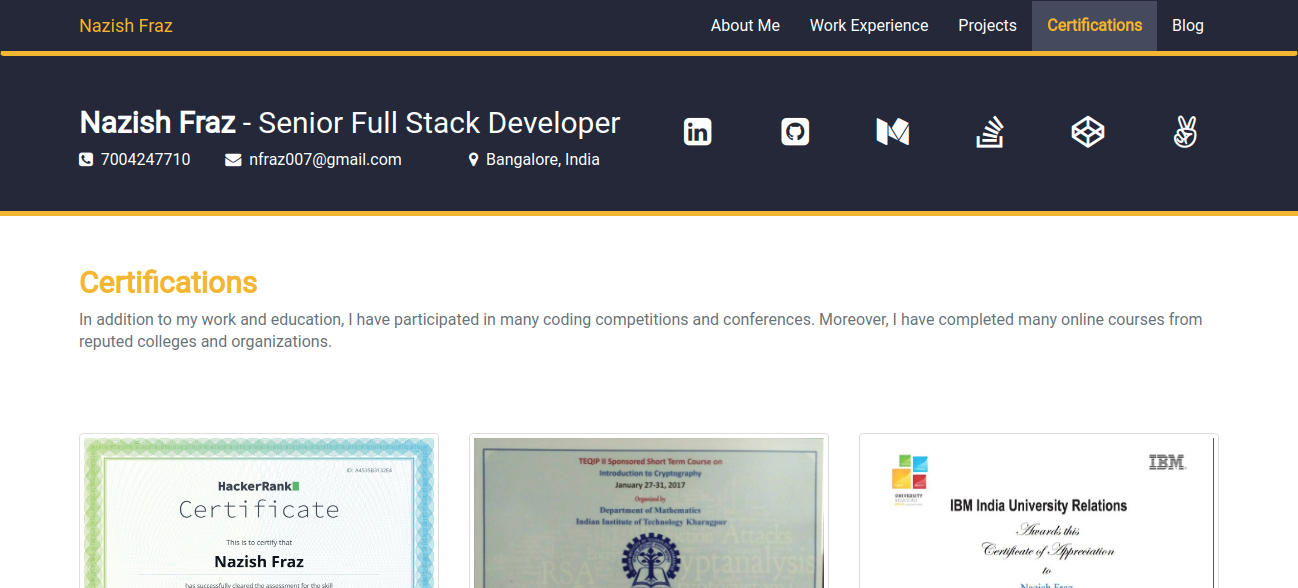 Nazish Fraz
About Me Work Experience Projects Certifications Blog
Nazish Fraz - Senior Full Stack Developer
7004247710 nfraz007@gmail.com Bangalore, India
Certifications
In addition to my work and education, I have participated in many coding competitions and conferences. Moreover, I have completed many online courses from
reputed colleges and organizations.
ID: A4535B3F32E4
HackerRank
Certificate
This is to certify that
Nazish Fraz
has successfully cleared the assessment for the skill
TEQIP II Sponsored Short Term Course on
Introduction to Cryptography
January 27-31, 2017
Organized by
Department of Mathematics
Indian Institute of Technology Kharagpur
Attacks
yptanalysis
UNIVERSITY
RELATIONS
IBM
IBM India University Relations
Awards this
Certificate of Appreciation
to
Nazish Fraz